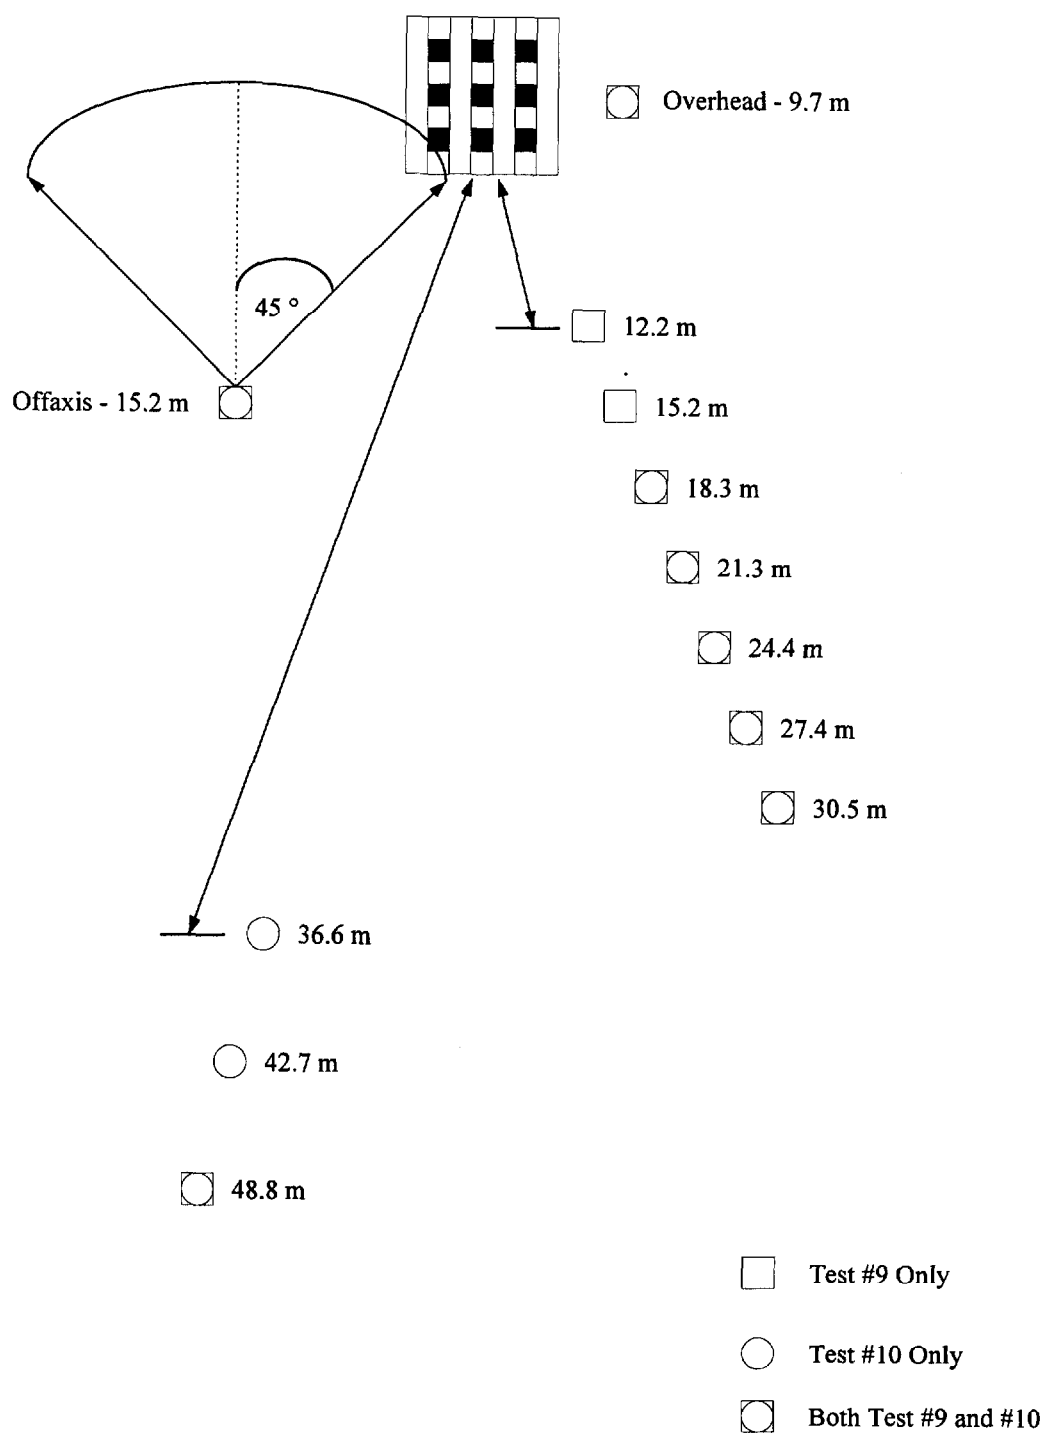 Overhead - 9.7 m
45 °
12.2 m
Offaxis - 15.2 m
15.2 m
18.3 m
21.3 m
24.4 m
27.4 m
30.5 m
36.6 m
42.7 m
48.8 m
Test #9 Only
Test #10 Only
Both Test #9 and #10